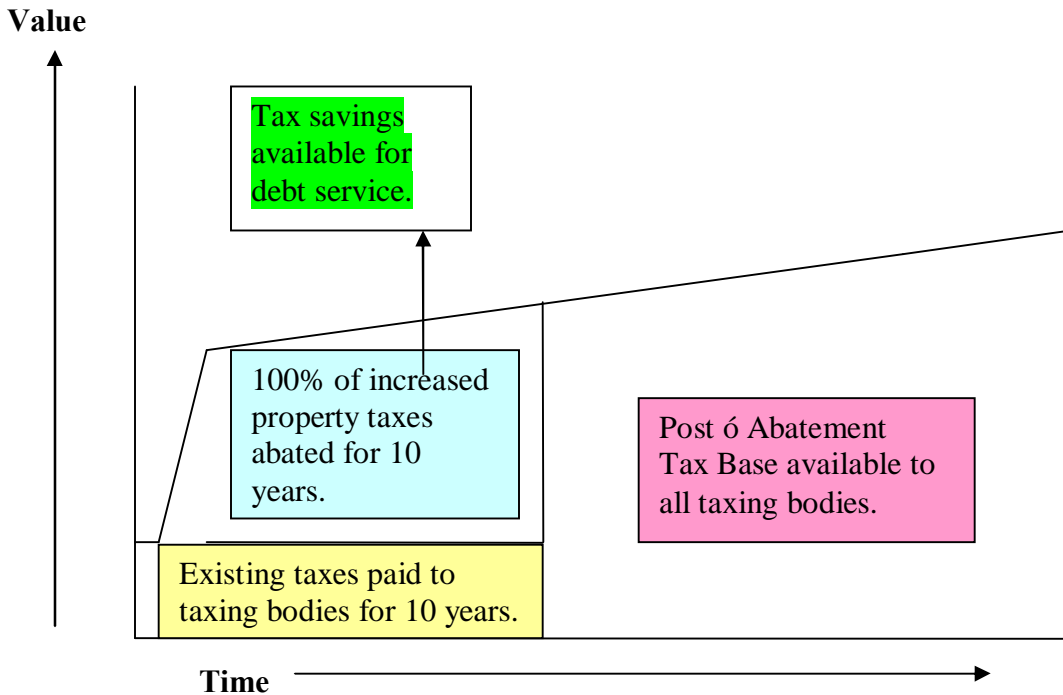 Value
Tax savings
available for
debt service.
100% of increased
property taxes
abated for 10
years.
Post ó Abatement
Tax Base available to
all taxing bodies.
Existing taxes paid to
taxing bodies for 10 years.
Time